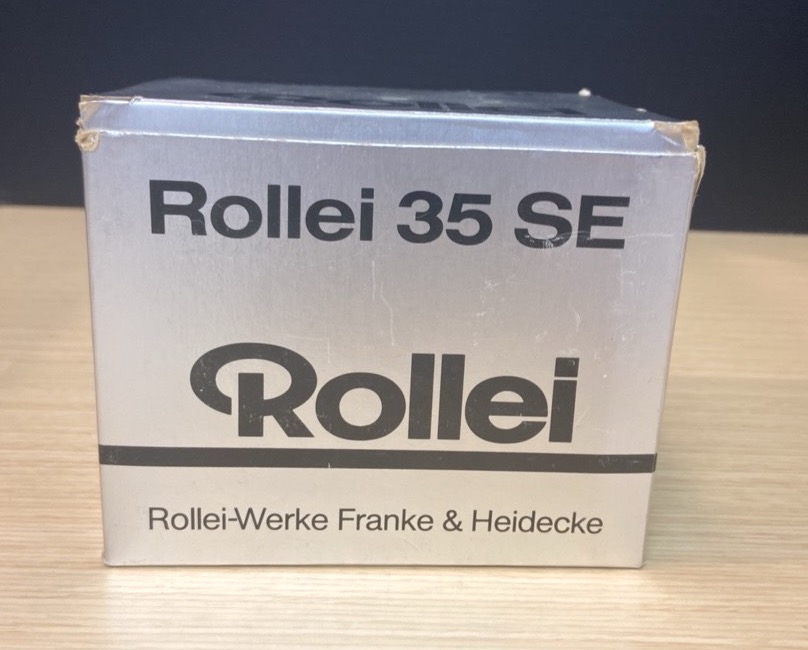 Rollei 35 SE
Rollei
Rollei-Werke Franke & Heidecke